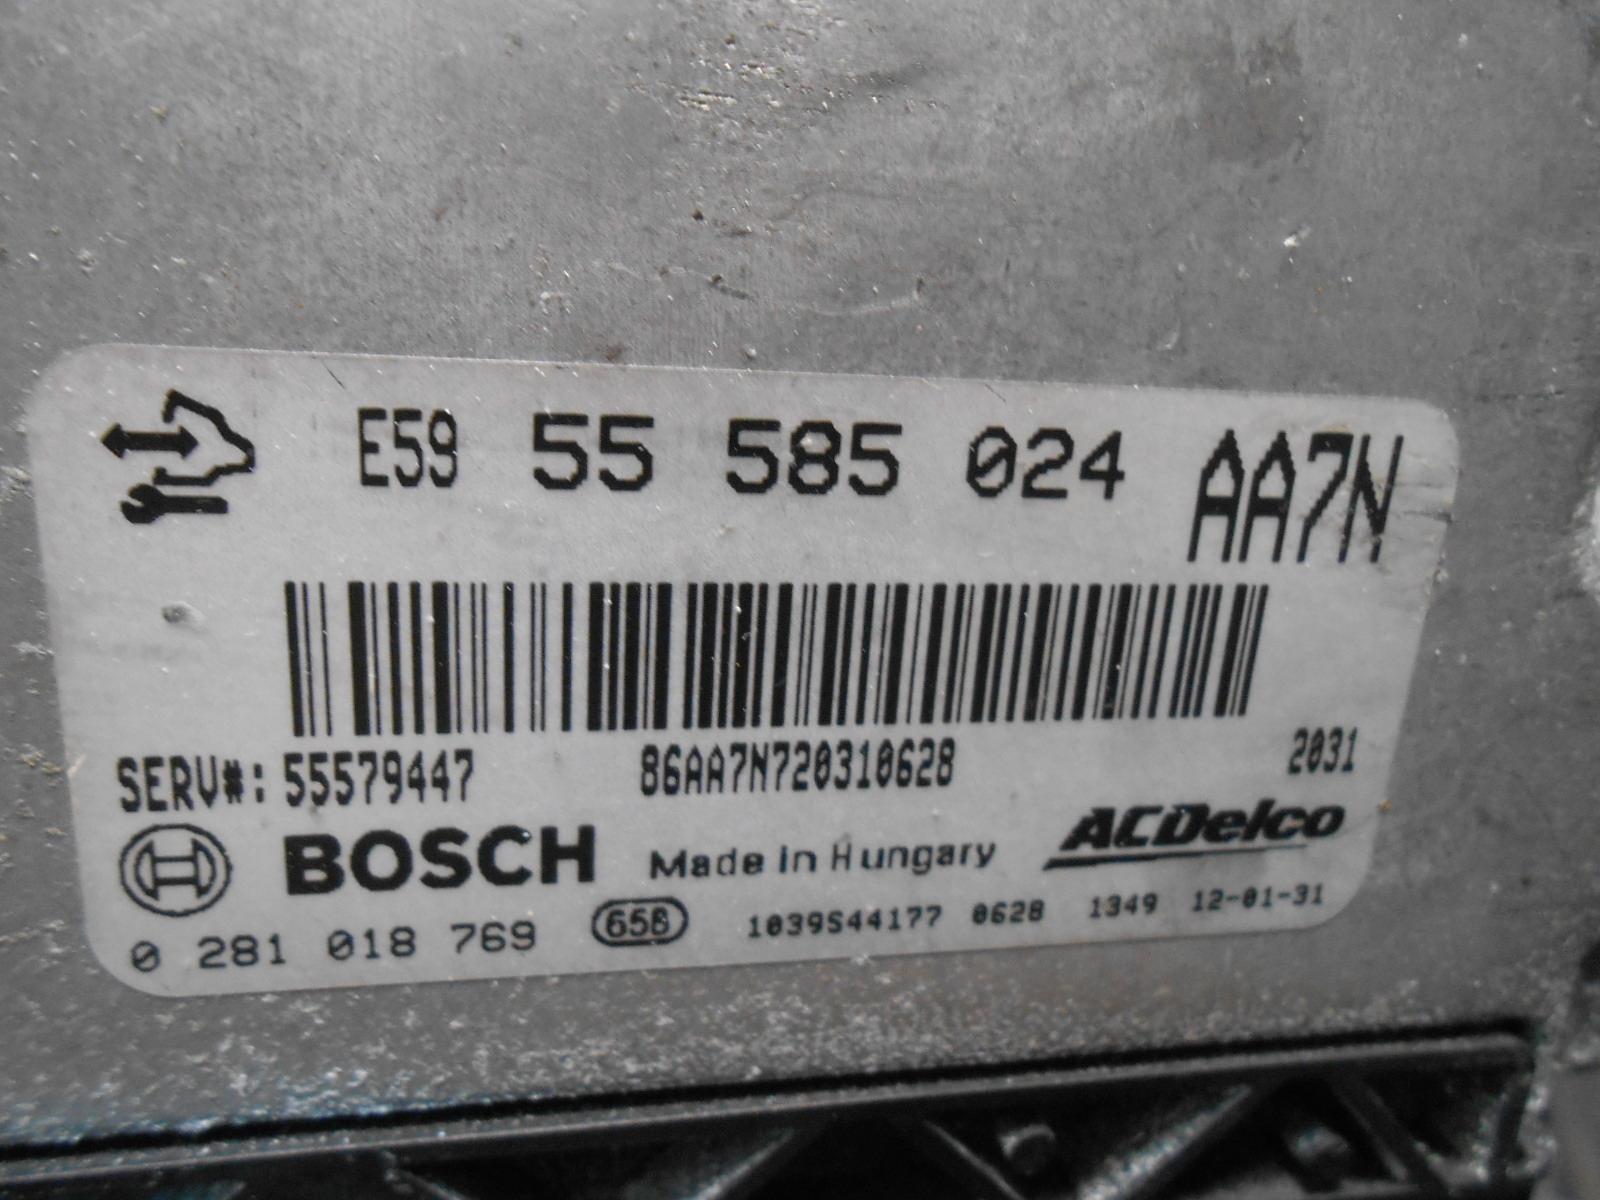 E59 55 585 024 AA7N
SERV#: 55579447 86AA7N720310628 2031
BOSCH Made in Hungary ACDelco
0 281 018 769 658 1039S44177 0628 1349 12-01-31